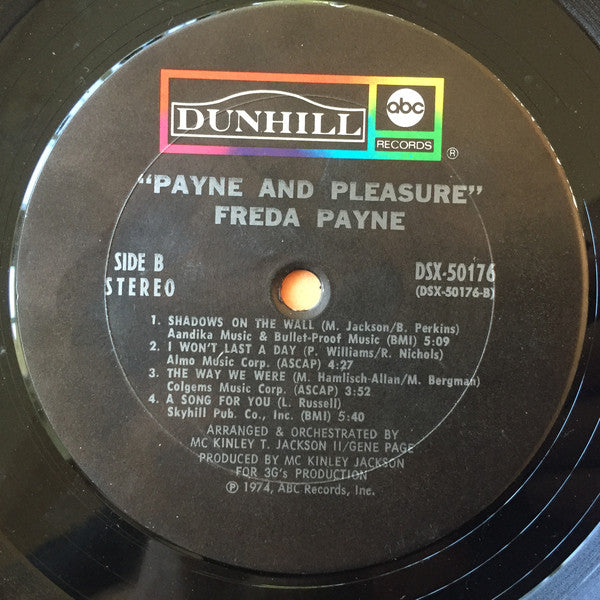 DUNHILL
abc
RECORDS
®
"PAYNE AND PLEASURE"
FREDA PAYNE
SIDE B
STEREO
DSX-50176
(DSX-50176-B)
1. SHADOWS ON THE WALL (M. Jackson/B. Perkins)
Aandika Music & Bullet-Proof Music (BMI) 5:09
2. I WON'T LAST A DAY (P. Williams/R. Nichols)
Almo Music Corp. (ASCAP) 4:27
3. THE WAY WE WERE (M. Hamlisch-Allan/M. Bergman)
Colgems Music Corp. (ASCAP) 3:52
4. A SONG FOR YOU (L. Russell)
Skyhill Pub. Co., Inc. (BMI) 5:40
ARRANGED & ORCHESTRATED BY
MC KINLEY T. JACKSON II/GENE PAGE
PRODUCED BY MC KINLEY JACKSON
FOR 3G's PRODUCTION
℗ 1974, ABC Records, Inc.